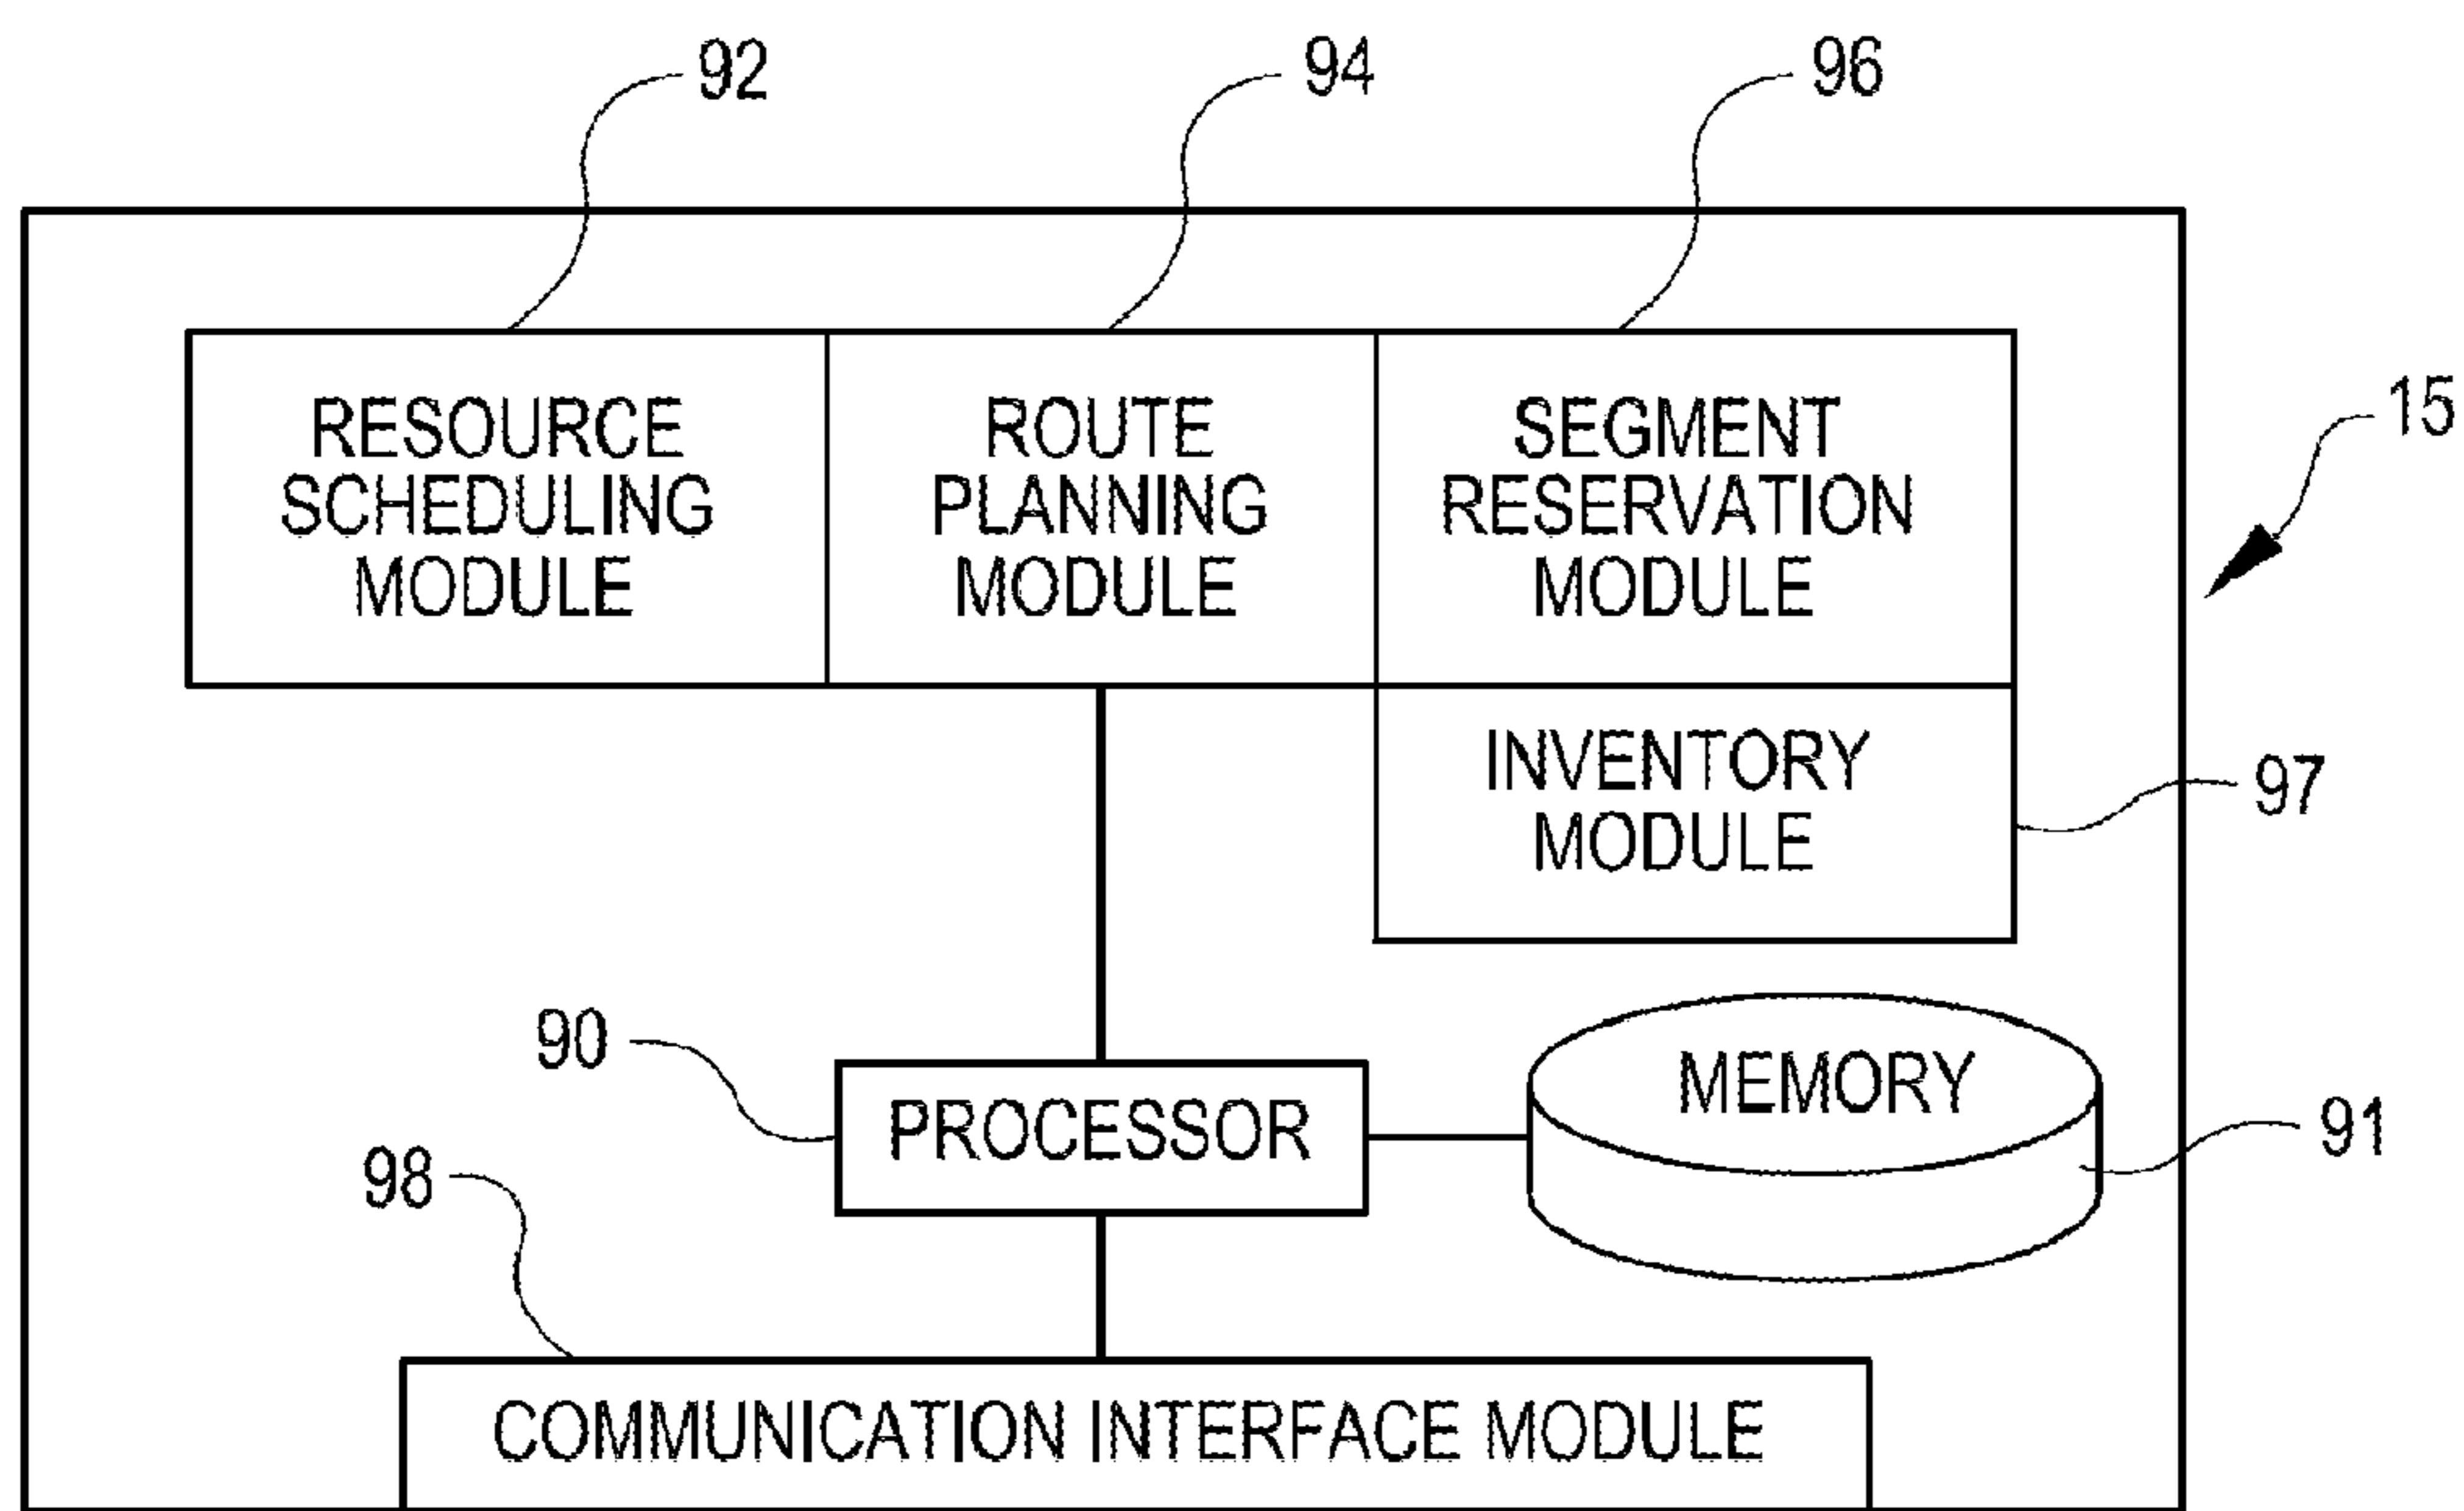 92
94
96
RESOURCE
SCHEDULING
MODULE
ROUTE
PLANNING
MODULE
SEGMENT
RESERVATION
MODULE
15
INVENTORY
MODULE
97
90
PROCESSOR
MEMORY
91
98
COMMUNICATION INTERFACE MODULE